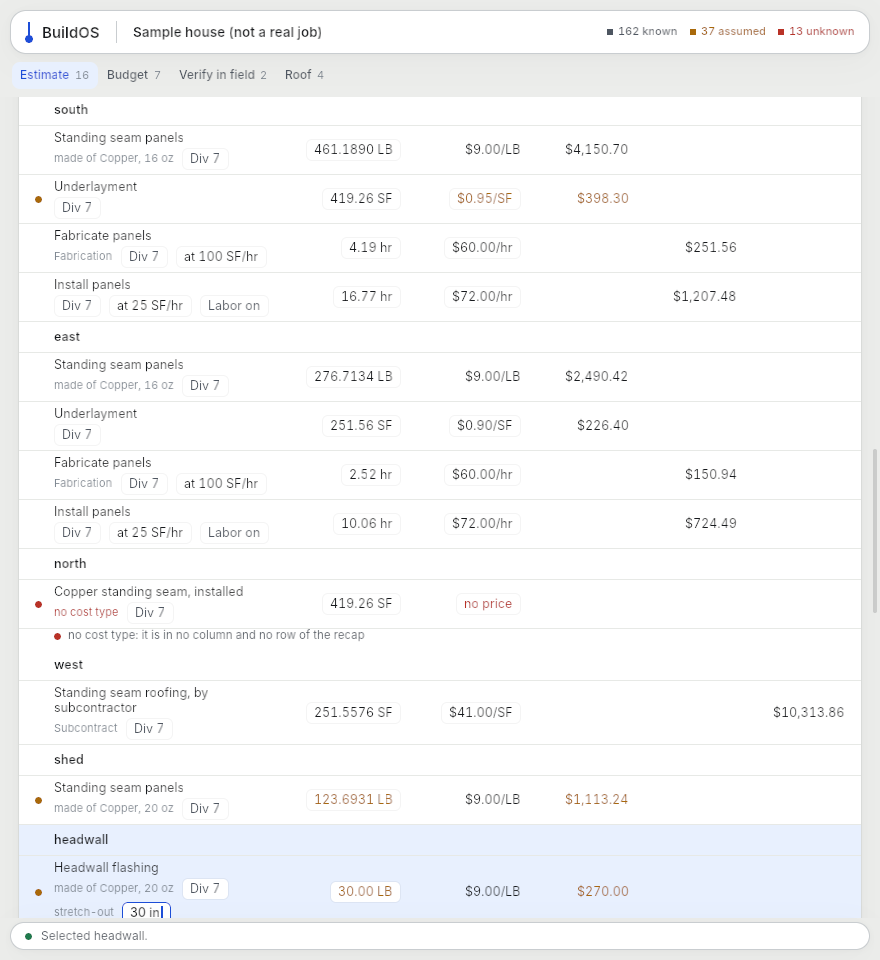 BuildOS Sample house (not a real job) 162 known 37 assumed 13 unknown
Estimate 16 Budget 7 Verify in field 2 Roof 4
south
Standing seam panels
made of Copper, 16 oz Div 7 461.1890 LB $9.00/LB $4,150.70
Underlayment
Div 7 419.26 SF $0.95/SF $398.30
Fabricate panels
Fabrication Div 7 at 100 SF/hr 4.19 hr $60.00/hr $251.56
Install panels
Div 7 at 25 SF/hr Labor on 16.77 hr $72.00/hr $1,207.48
east
Standing seam panels
made of Copper, 16 oz Div 7 276.7134 LB $9.00/LB $2,490.42
Underlayment
Div 7 251.56 SF $0.90/SF $226.40
Fabricate panels
Fabrication Div 7 at 100 SF/hr 2.52 hr $60.00/hr $150.94
Install panels
Div 7 at 25 SF/hr Labor on 10.06 hr $72.00/hr $724.49
north
Copper standing seam, installed
no cost type Div 7 419.26 SF no price
no cost type: it is in no column and no row of the recap
west
Standing seam roofing, by
subcontractor
Subcontract Div 7 251.5576 SF $41.00/SF $10,313.86
shed
Standing seam panels
made of Copper, 20 oz Div 7 123.6931 LB $9.00/LB $1,113.24
headwall
Headwall flashing
made of Copper, 20 oz Div 7 30.00 LB $9.00/LB $270.00
stretch-out 30 in
Selected headwall.